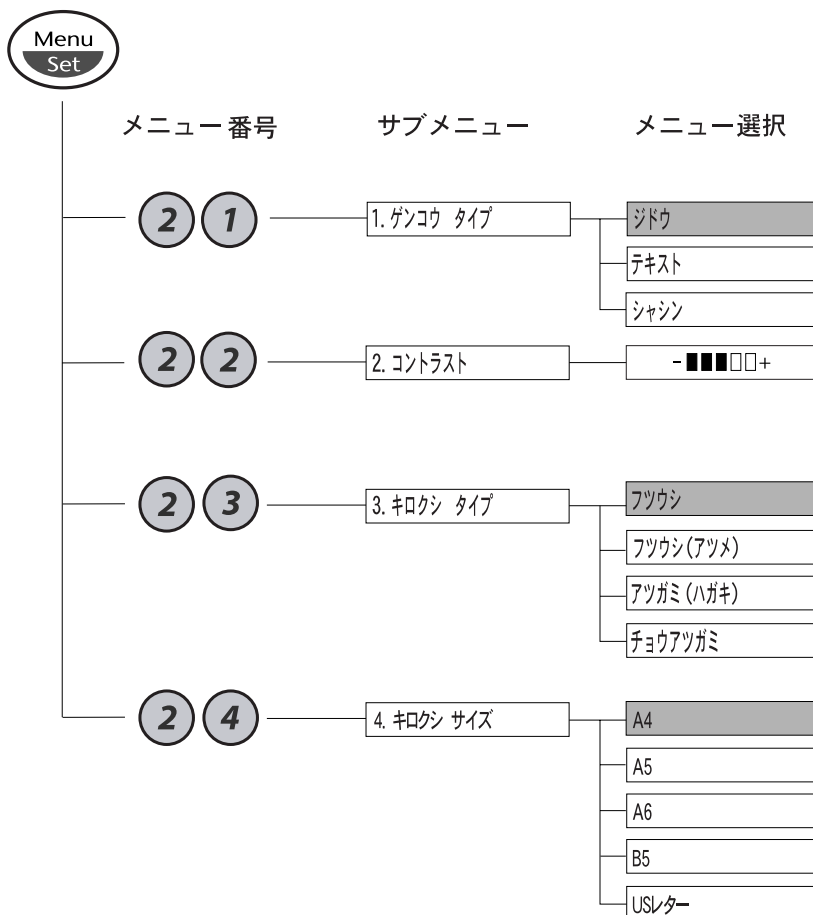 Menu
Set
メニュー番号 サブメニュー メニュー選択
2 1 1. ゲンコウ タイプ ジドウ
テキスト
シャシン
2 2 2. コントラスト - ■■■□□+
2 3 3. キロクシ タイプ フツウシ
フツウシ(アツメ)
アツガミ(ハガキ)
チョウアツガミ
2 4 4. キロクシ サイズ A4
A5
A6
B5
USレター